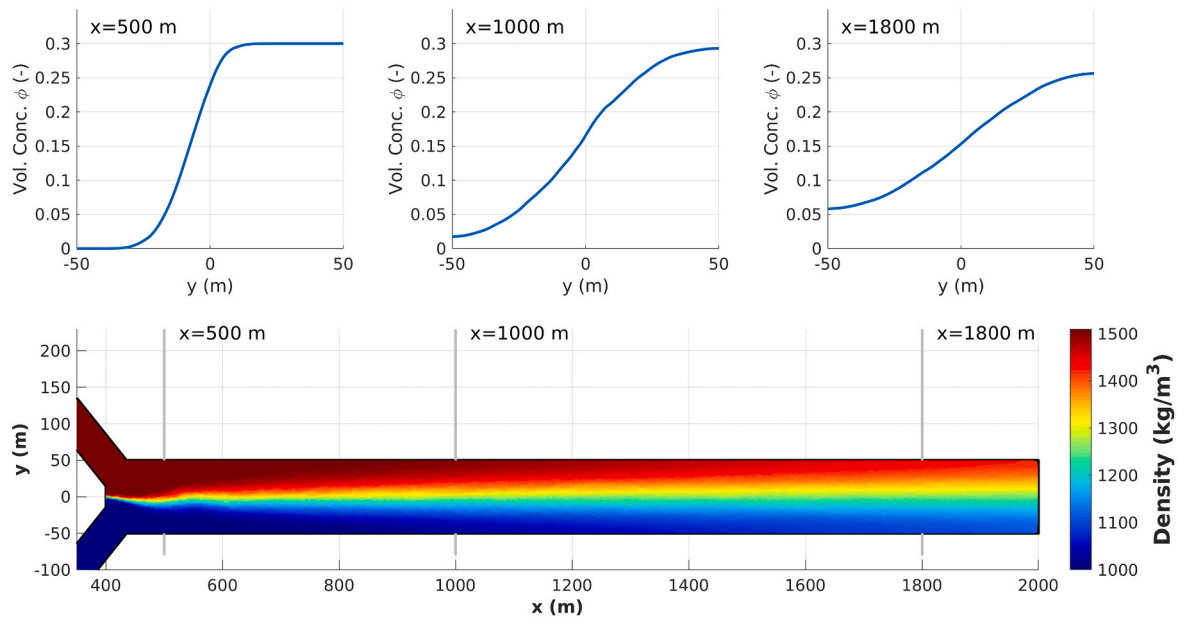 x=500 m
0.3
0.25
0.2
0.15
0.1
0.05
0
Vol. Conc. ϕ (-)
-50 0 50
y (m)
x=1000 m
0.3
0.25
0.2
0.15
0.1
0.05
0
Vol. Conc. ϕ (-)
-50 0 50
y (m)
x=1800 m
0.3
0.25
0.2
0.15
0.1
0.05
0
Vol. Conc. ϕ (-)
-50 0 50
y (m)
x=500 m x=1000 m x=1800 m
200
150
100
50
0
-50
-100
y (m)
400 600 800 1000 1200 1400 1600 1800 2000
x (m)
1500
1400
1300
1200
1100
1000
Density (kg/m³)